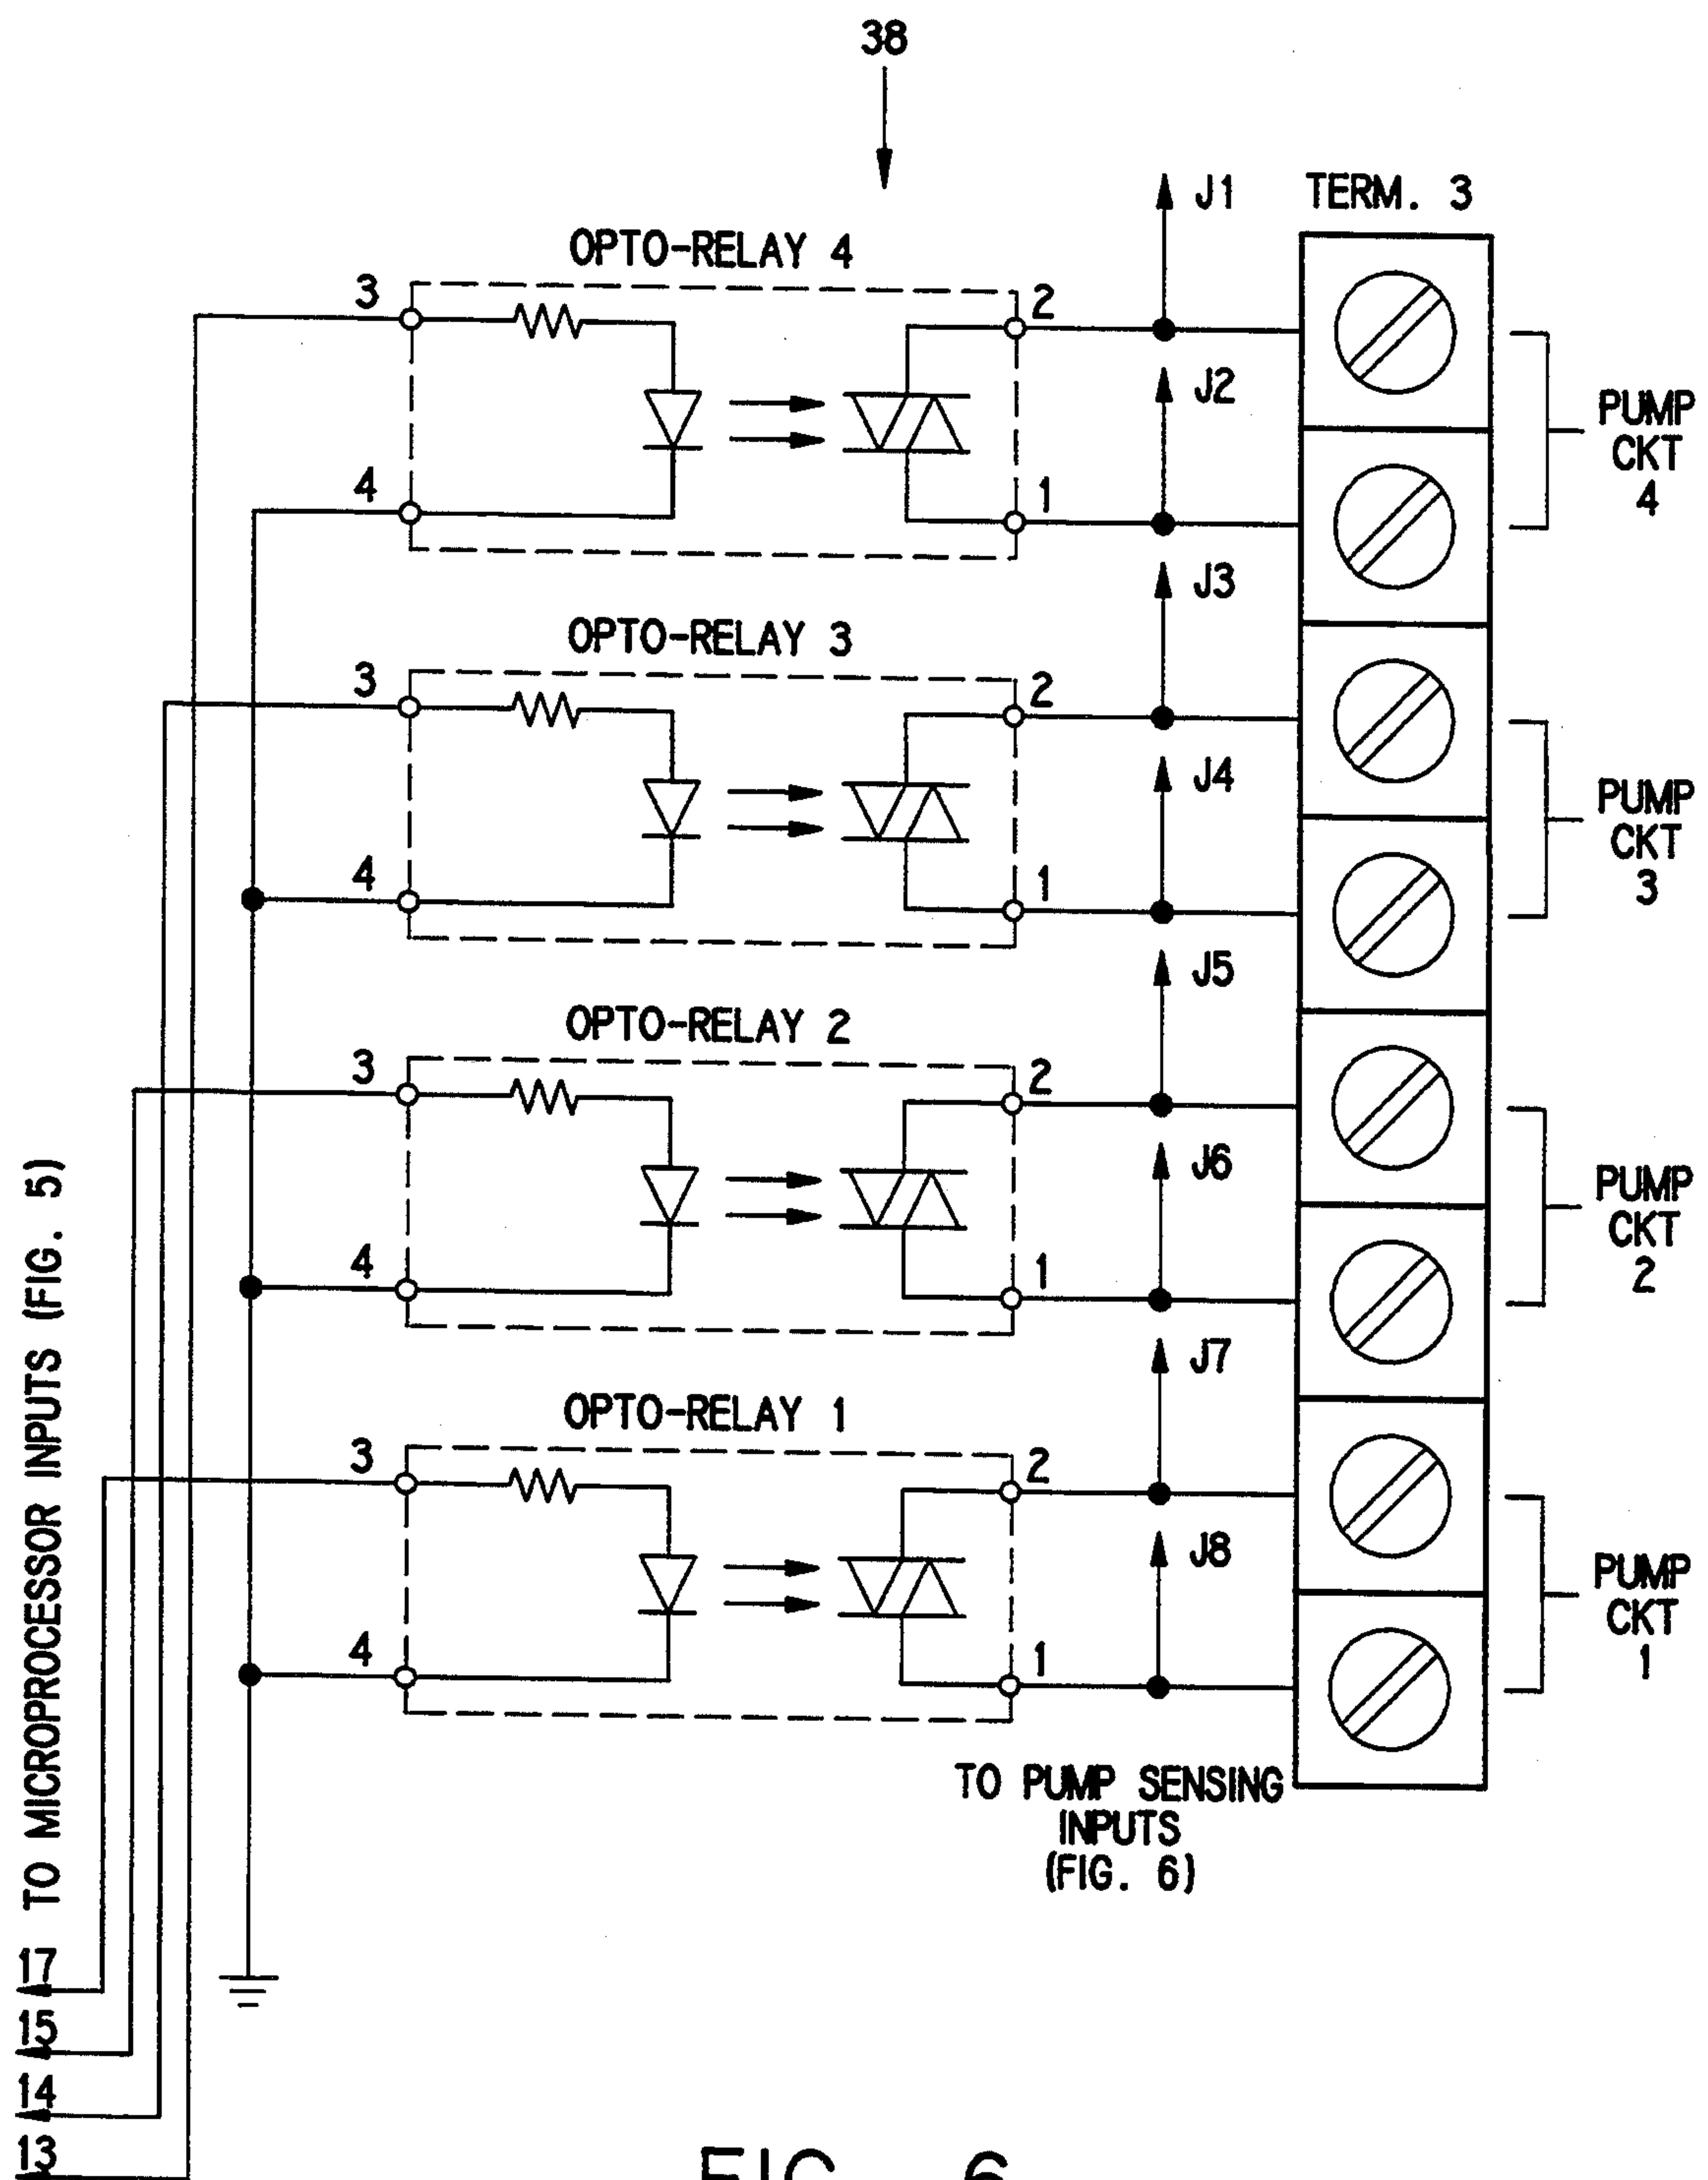 38
J1
TERM. 3
OPTO-RELAY 4
3
2
J2
PUMP
CKT
4
4
1
J3
OPTO-RELAY 3
3
2
J4
PUMP
CKT
3
4
1
J5
OPTO-RELAY 2
3
2
J6
PUMP
CKT
2
4
1
J7
OPTO-RELAY 1
3
2
J8
PUMP
CKT
1
4
1
TO PUMP SENSING
INPUTS
(FIG. 6)
TO MICROPROCESSOR INPUTS (FIG. 5)
17
15
14
13
FIG. 6